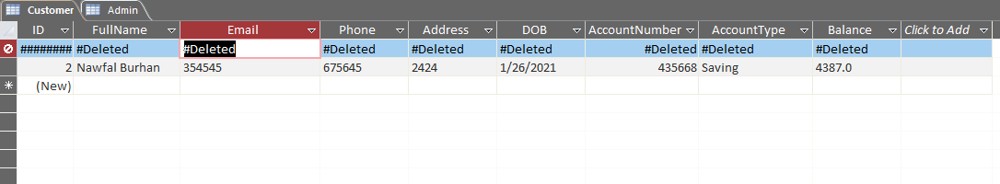 Customer Admin
ID FullName Email Phone Address DOB AccountNumber AccountType Balance Click to Add
######## #Deleted #Deleted #Deleted #Deleted #Deleted #Deleted #Deleted #Deleted
2 Nawfal Burhan 354545 675645 2424 1/26/2021 435668 Saving 4387.0
(New)